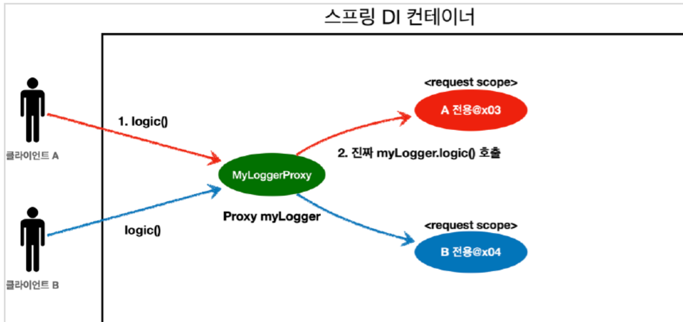 스프링 DI 컨테이너
<request scope>
A 전용@x03
1. logic()
2. 진짜 myLogger.logic() 호출
클라이언트 A
MyLoggerProxy
Proxy myLogger
<request scope>
logic()
B 전용@x04
클라이언트 B